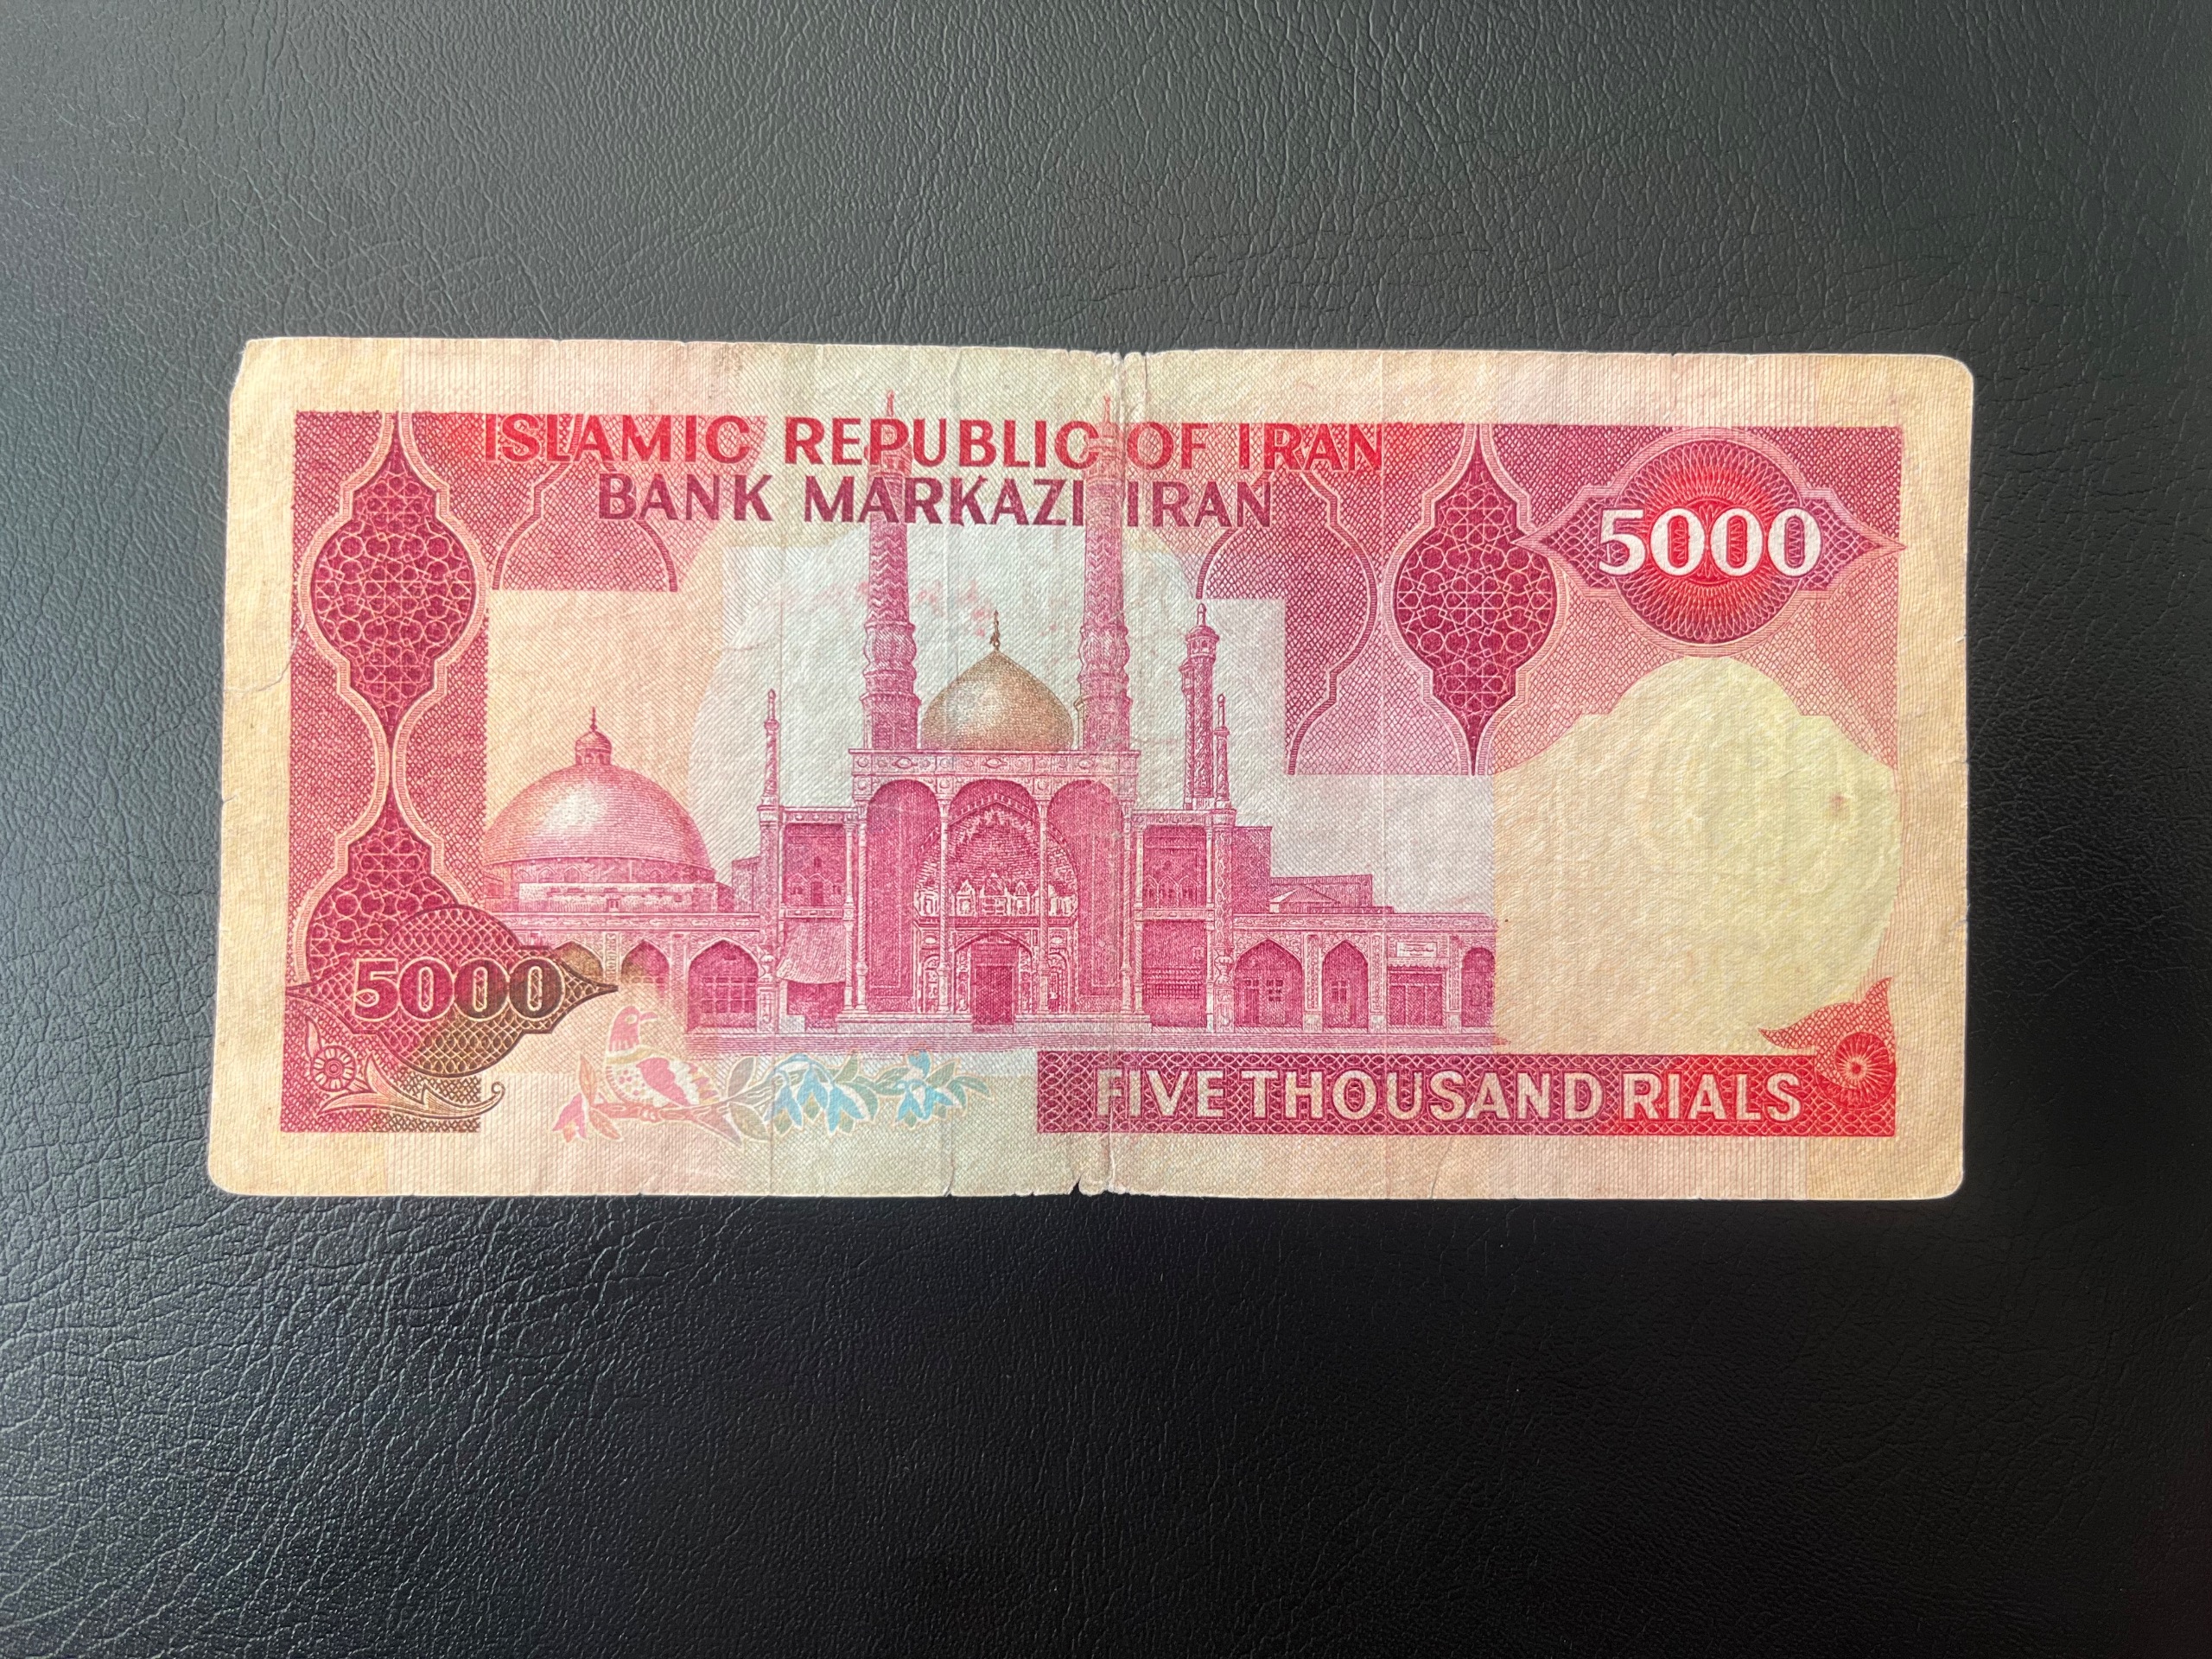 ISLAMIC REPUBLIC OF IRAN
BANK MARKAZI IRAN
5000
5000
FIVE THOUSAND RIALS